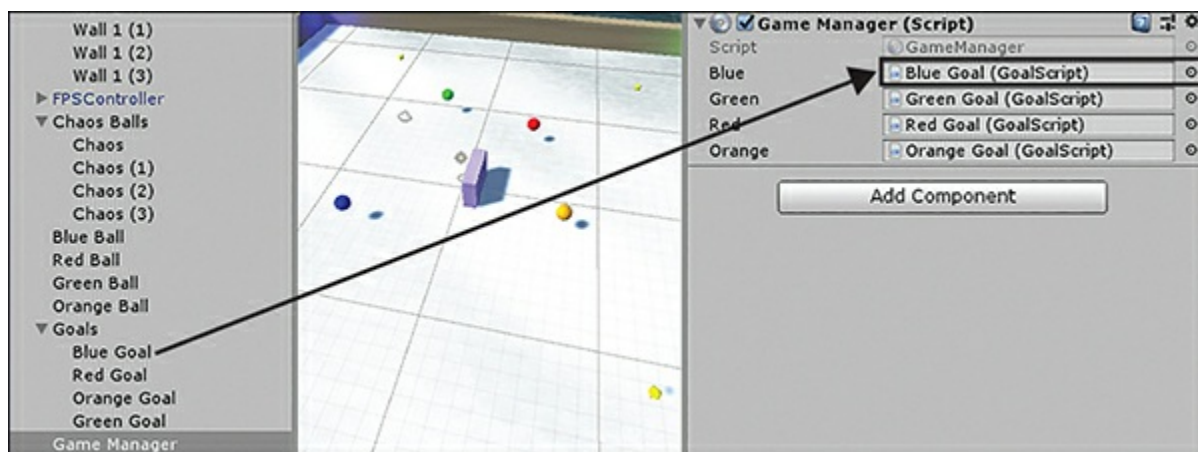 Wall 1 (1)
Wall 1 (2)
Wall 1 (3)
FPSController
Chaos Balls
Chaos
Chaos (1)
Chaos (2)
Chaos (3)
Blue Ball
Red Ball
Green Ball
Orange Ball
Goals
Blue Goal
Red Goal
Orange Goal
Green Goal
Game Manager
Game Manager (Script)
Script GameManager
Blue Blue Goal (GoalScript)
Green Green Goal (GoalScript)
Red Red Goal (GoalScript)
Orange Orange Goal (GoalScript)
Add Component